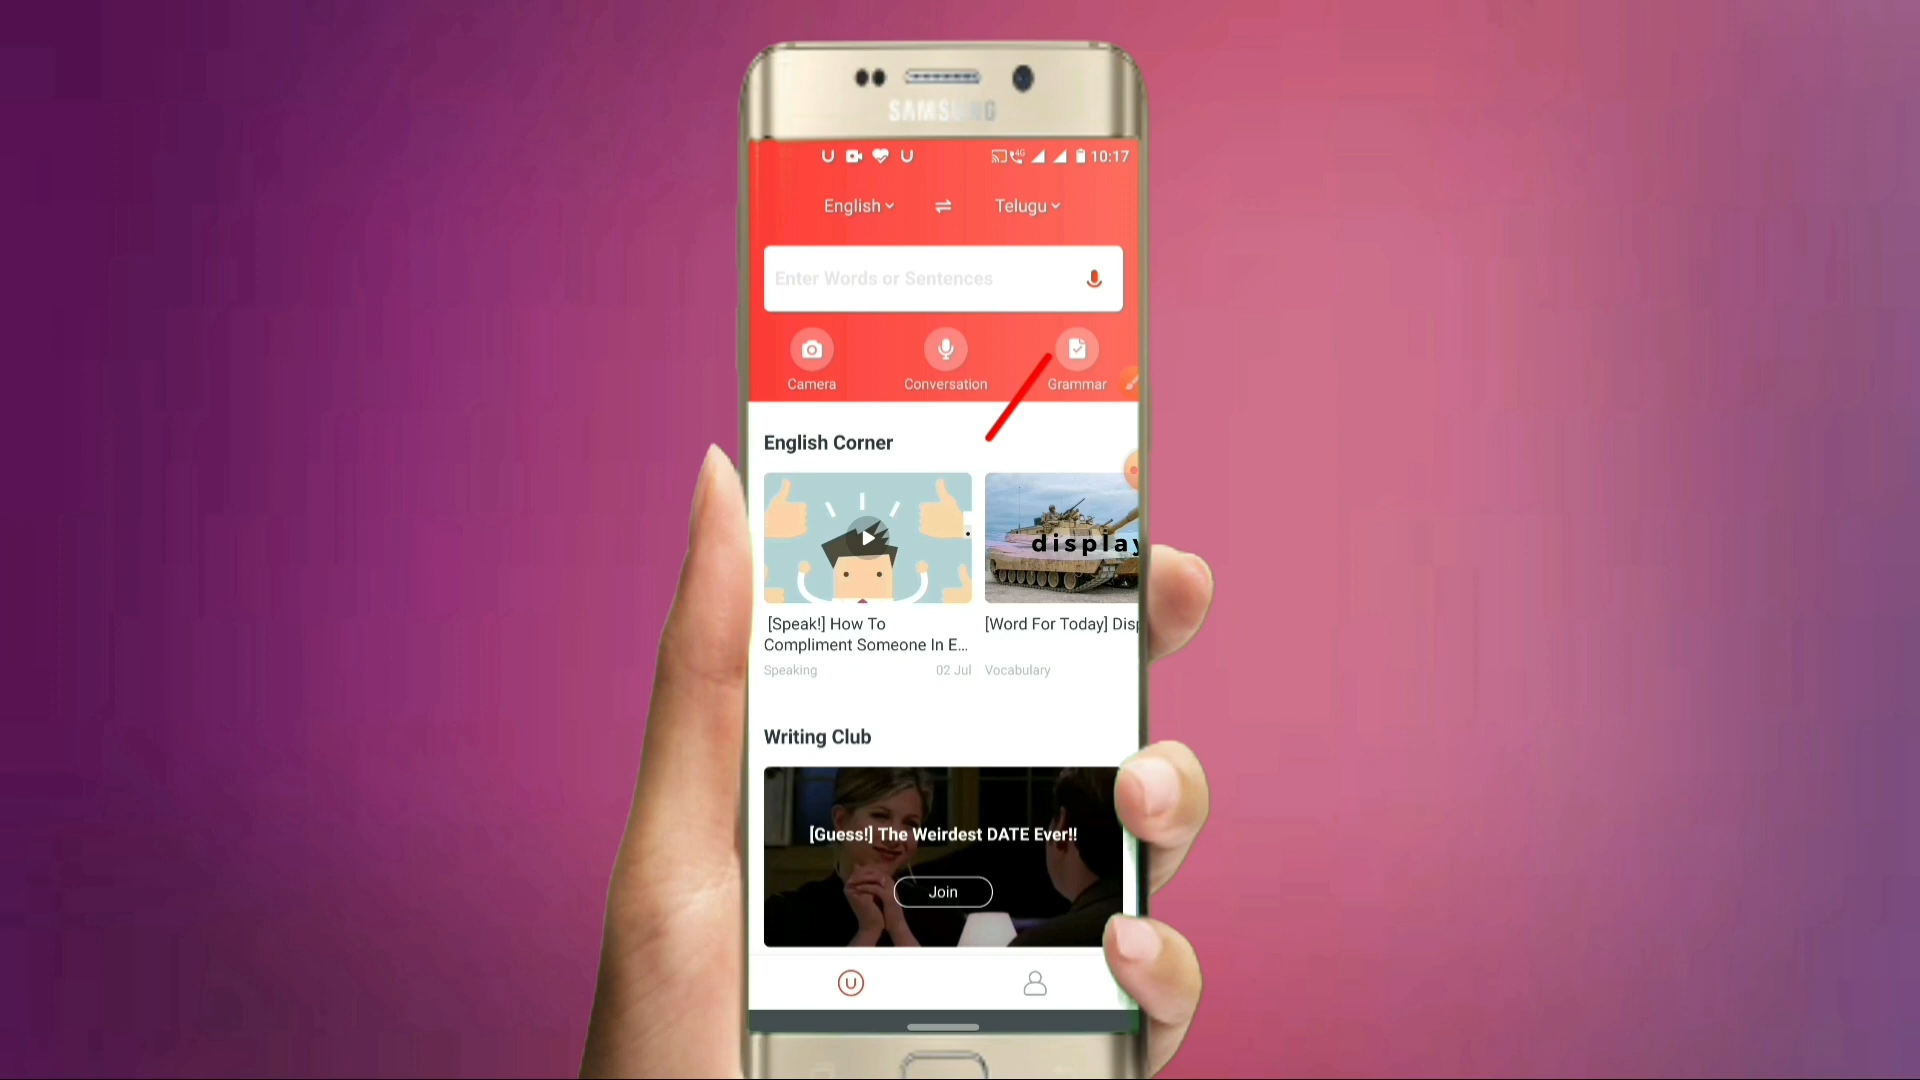 SAMSUNG
4G 10:17
English Telugu
Enter Words or Sentences
Camera Conversation Grammar
English Corner
display
[Speak!] How To
Compliment Someone In E...
[Word For Today]
Speaking 02 Jul Vocabulary
Writing Club
[Guess!] The Weirdest DATE Ever!!
Join